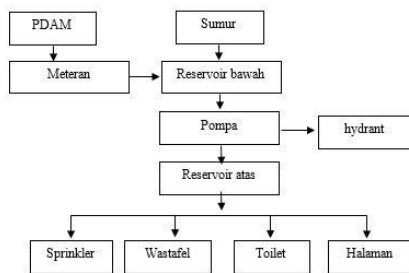 PDAM
Sumur
Meteran
Reservoir bawah
Pompa
hydrant
Reservoir atas
Sprinkler
Wastafel
Toilet
Halaman